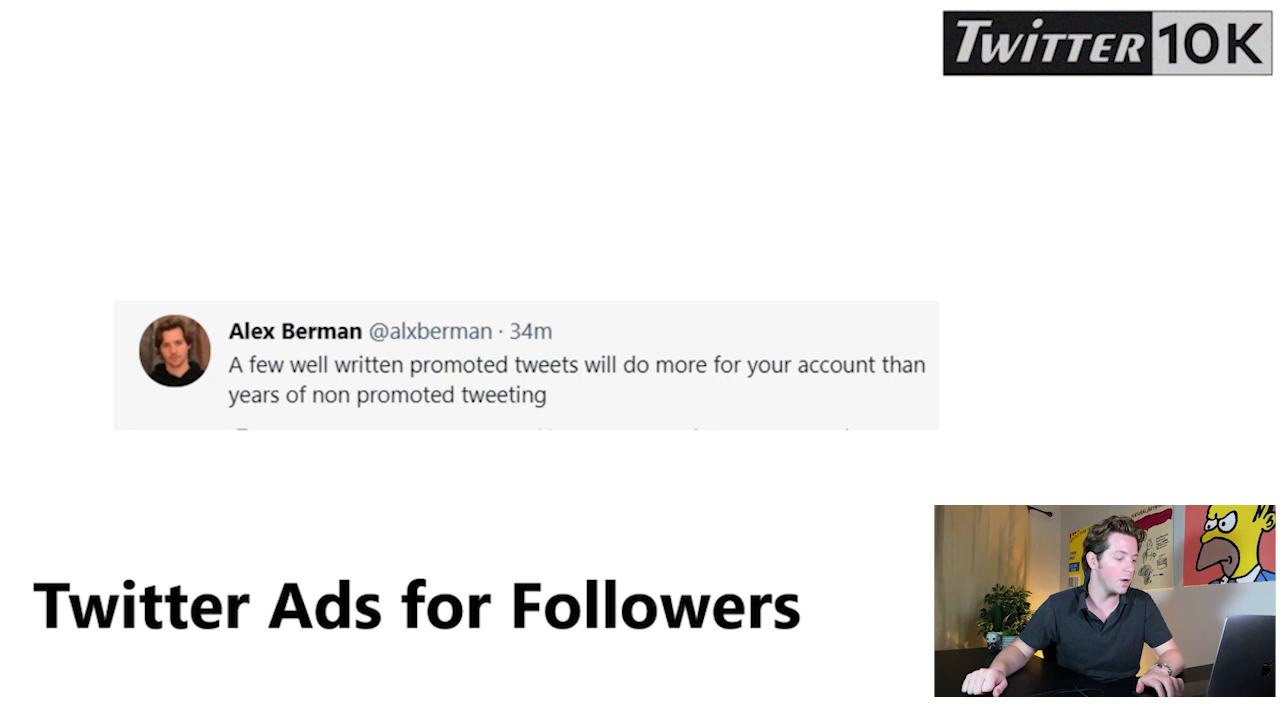 TWITTER 10K
Alex Berman @alxberman · 34m
A few well written promoted tweets will do more for your account than
years of non promoted tweeting
Twitter Ads for Followers